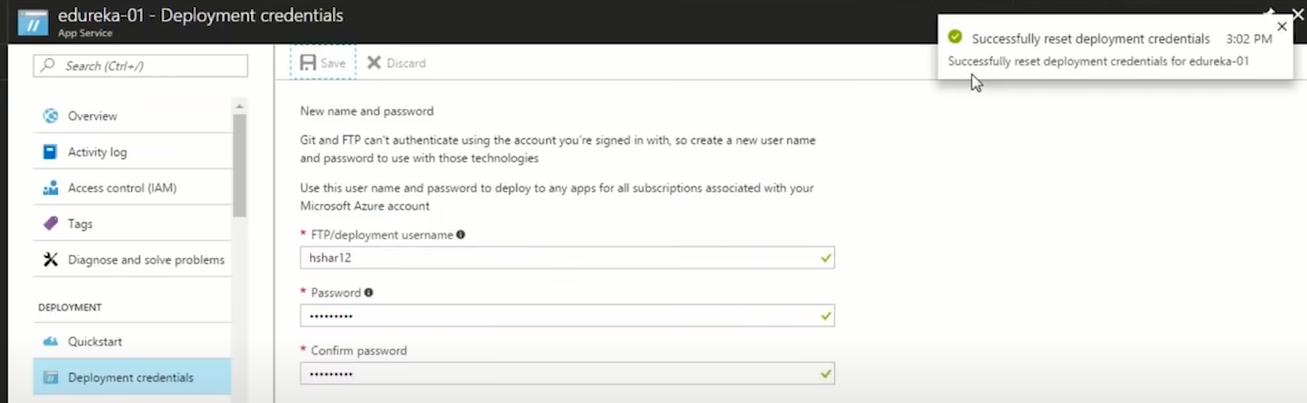 edureka-01 - Deployment credentials
App Service
Successfully reset deployment credentials 3:02 PM
Successfully reset deployment credentials for edureka-01
Search (Ctrl+/)
Save Discard
Overview
Activity log
Access control (IAM)
Tags
Diagnose and solve problems
DEPLOYMENT
Quickstart
Deployment credentials
New name and password
Git and FTP can't authenticate using the account you're signed in with, so create a new user name
and password to use with those technologies
Use this user name and password to deploy to any apps for all subscriptions associated with your
Microsoft Azure account
* FTP/deployment username
hshar12
* Password
•••••••••
* Confirm password
•••••••••